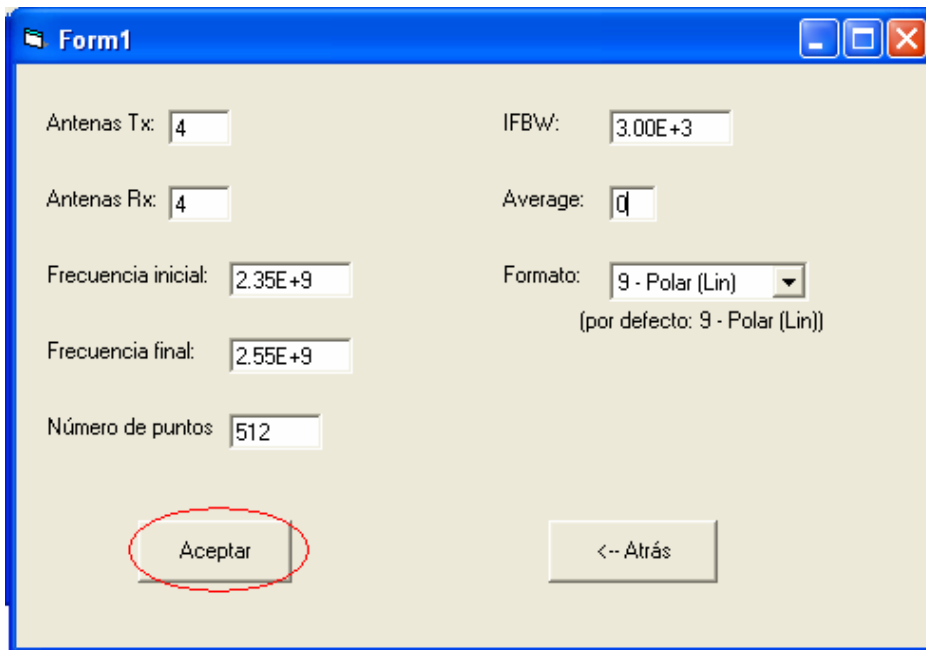 Form1
Antenas Tx: 4
IFBW: 3.00E+3
Antenas Rx: 4
Average: 0
Frecuencia inicial: 2.35E+9
Formato: 9 - Polar (Lin)
(por defecto: 9 - Polar (Lin))
Frecuencia final: 2.55E+9
Número de puntos 512
Aceptar
<-- Atrás